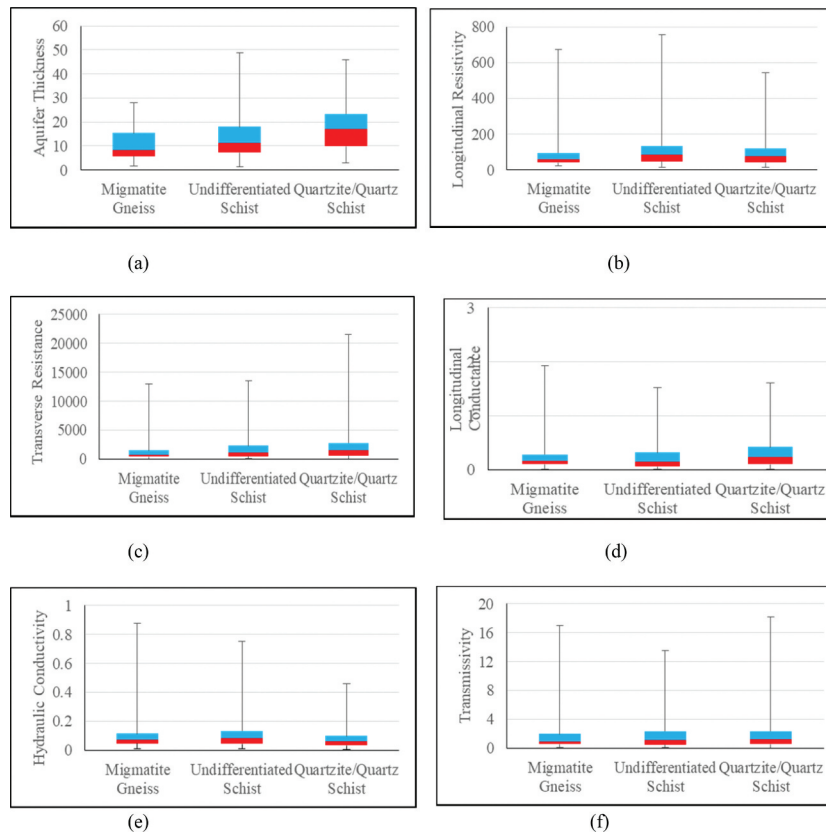 60
50
40
30
20
10
0
Aquifer Thickness
Migmatite Undifferentiated Quartzite/Quartz
Gneiss Schist Schist
(a)
800
600
400
200
0
Longitudinal Resistivity
Migmatite Undifferentiated Quartzite/Quartz
Gneiss Schist Schist
(b)
25000
20000
15000
10000
5000
0
Transverse Resistance
Migmatite Undifferentiated Quartzite/Quartz
Gneiss Schist Schist
(c)
3
2
1
0
Longitudinal
Conductance
Migmatite Undifferentiated Quartzite/Quartz
Gneiss Schist Schist
(d)
1
0.8
0.6
0.4
0.2
0
Hydraulic Conductivity
Migmatite Undifferentiated Quartzite/Quartz
Gneiss Schist Schist
(e)
20
16
12
8
4
0
Transmissivity
Migmatite Undifferentiated Quartzite/Quartz
Gneiss Schist Schist
(f)